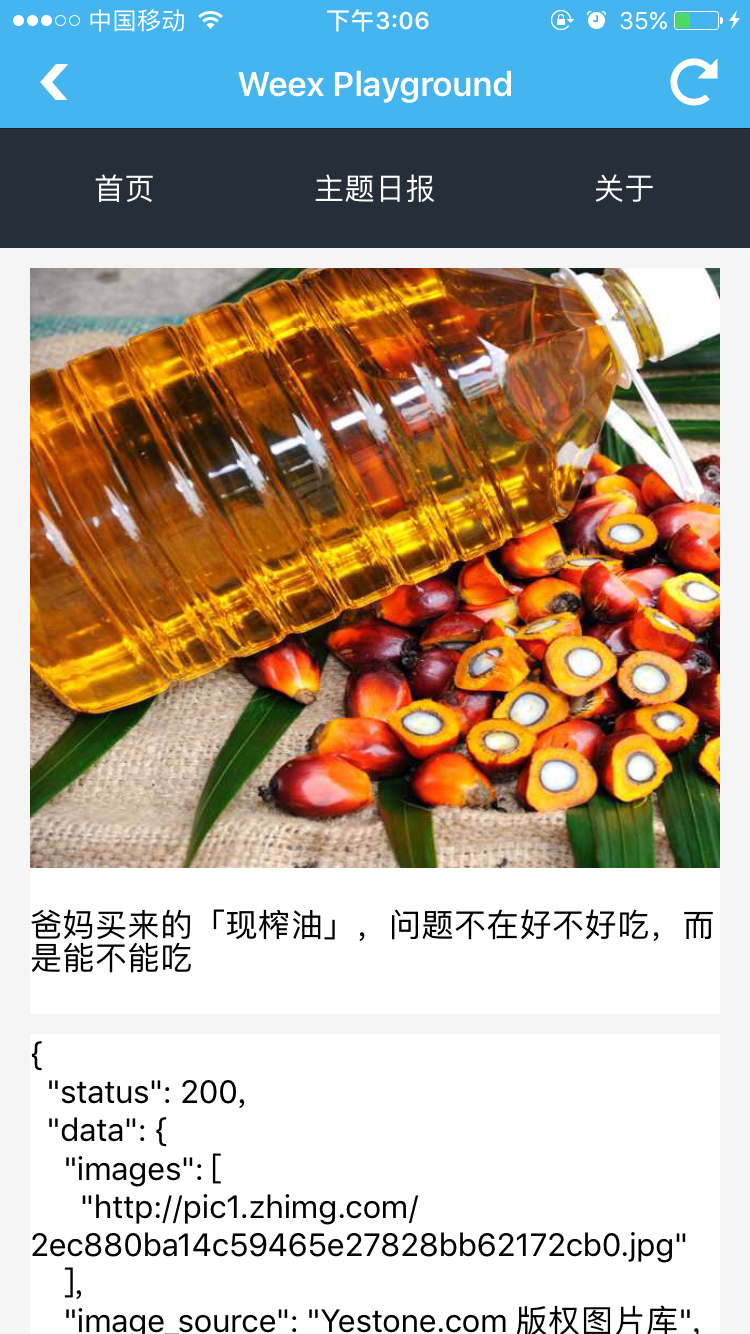 中国移动 下午3:06 35%
Weex Playground
首页 主题日报 关于
爸妈买来的「现榨油」，问题不在好不好吃，而
是能不能吃
{
"status": 200,
"data": {
"images": [
"http://pic1.zhimg.com/
2ec880ba14c59465e27828bb62172cb0.jpg"
],
"image_source": "Yestone.com 版权图片库",